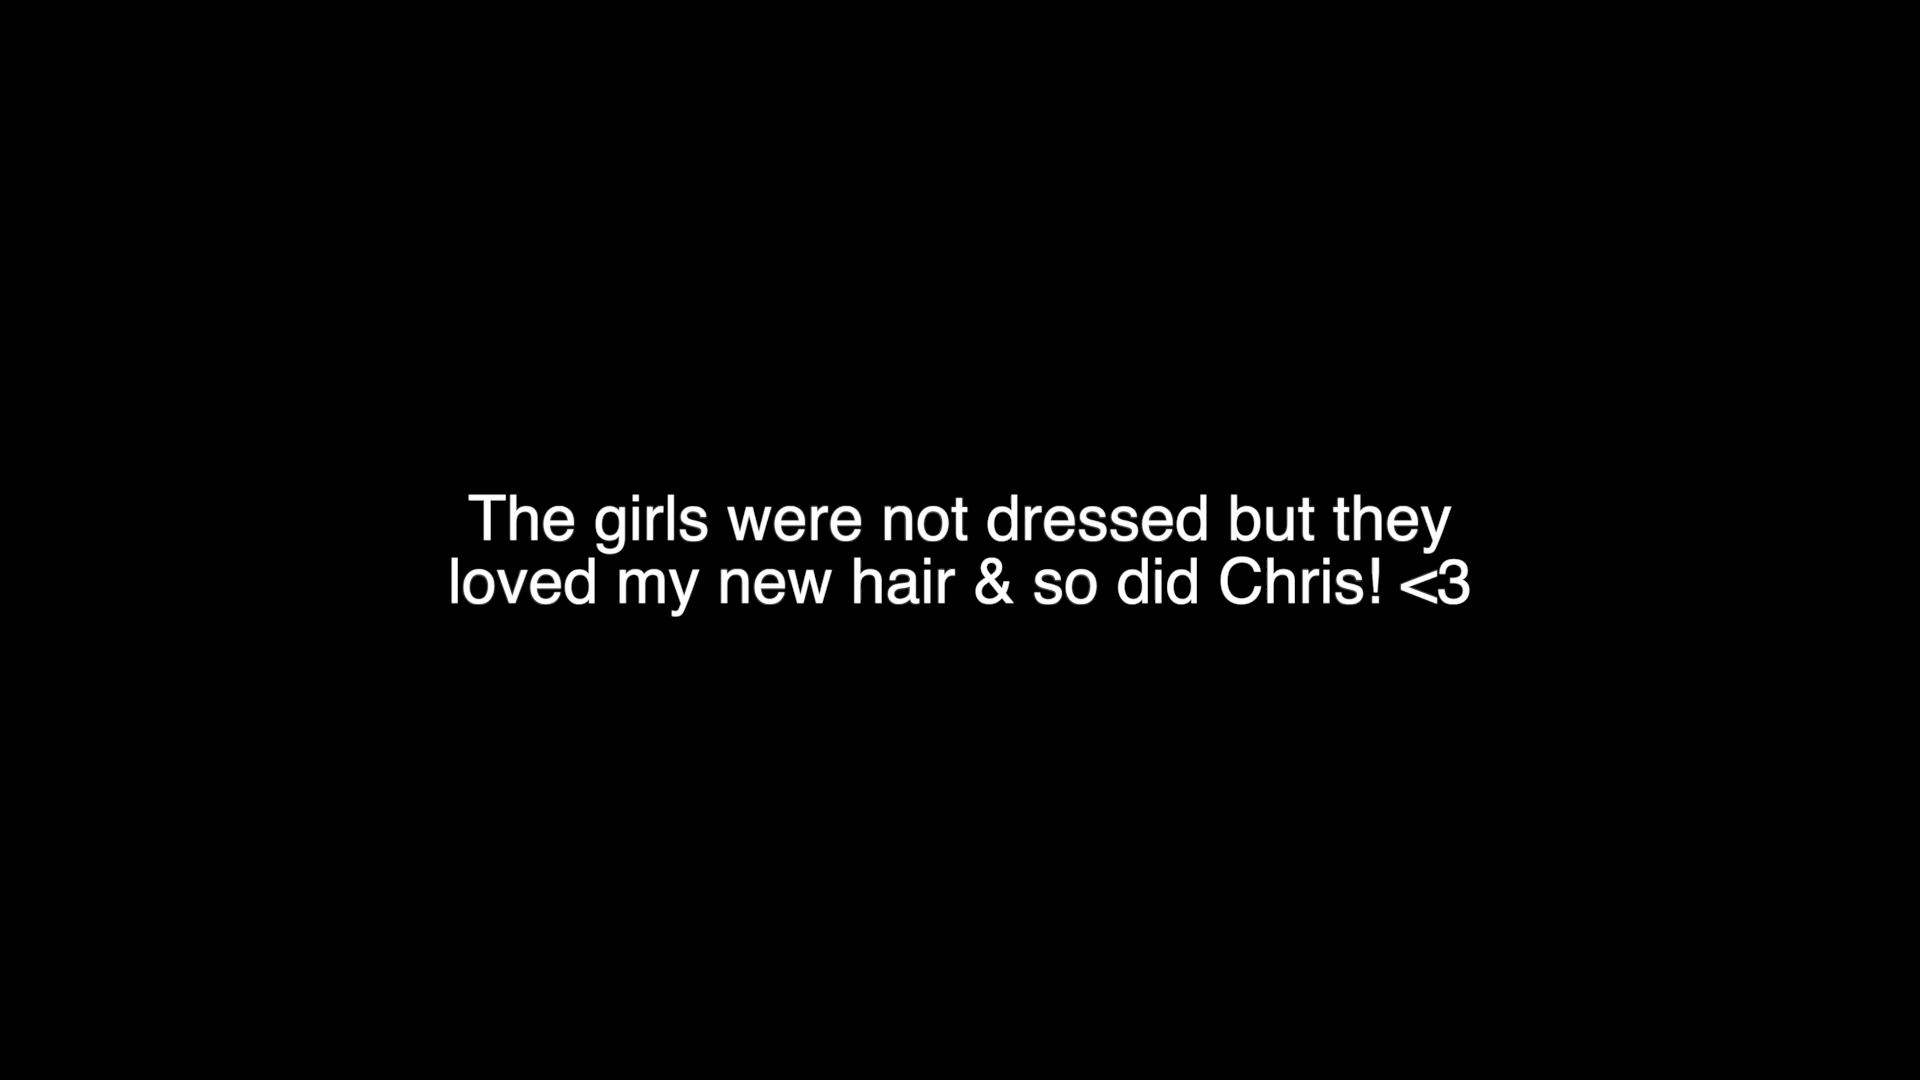 The girls were not dressed but they
loved my new hair & so did Chris! <3